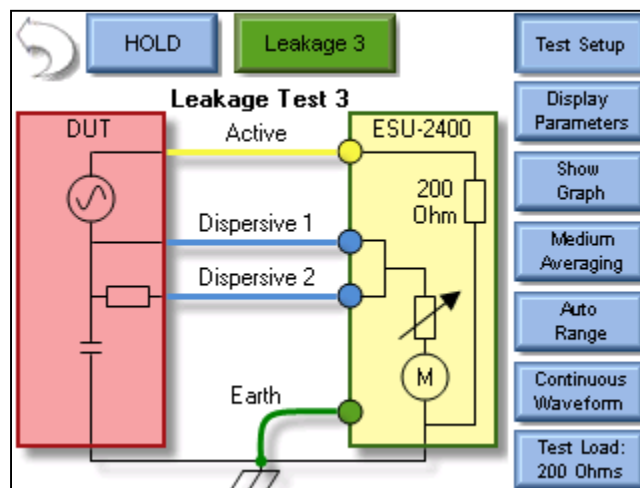 HOLD
Leakage 3
Test Setup
Leakage Test 3
Display
Parameters
DUT
Active
ESU-2400
200
Ohm
Show
Graph
Dispersive 1
Medium
Averaging
Dispersive 2
Auto
Range
M
Continuous
Waveform
Earth
Test Load:
200 Ohms